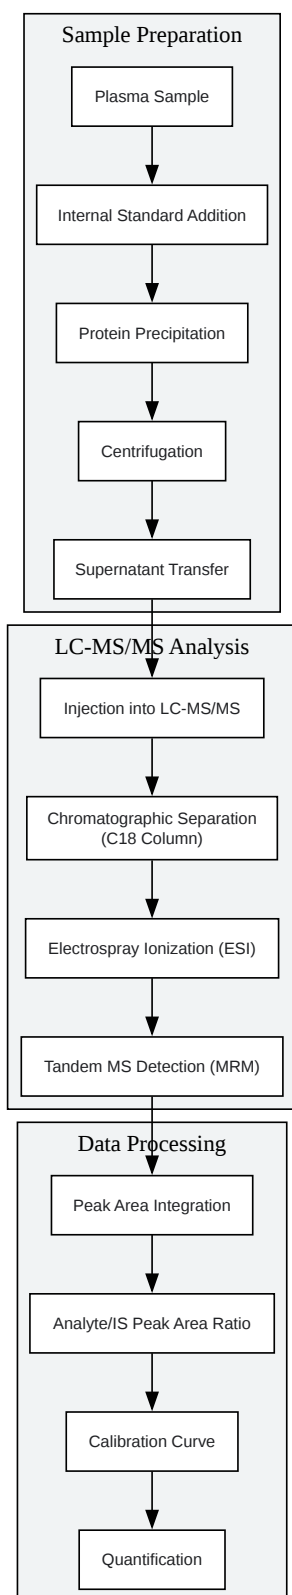 Sample Preparation
Plasma Sample
Internal Standard Addition
Protein Precipitation
Centrifugation
Supernatant Transfer
LC-MS/MS Analysis
Injection into LC-MS/MS
Chromatographic Separation
(C18 Column)
Electrospray Ionization (ESI)
Tandem MS Detection (MRM)
Data Processing
Peak Area Integration
Analyte/IS Peak Area Ratio
Calibration Curve
Quantification